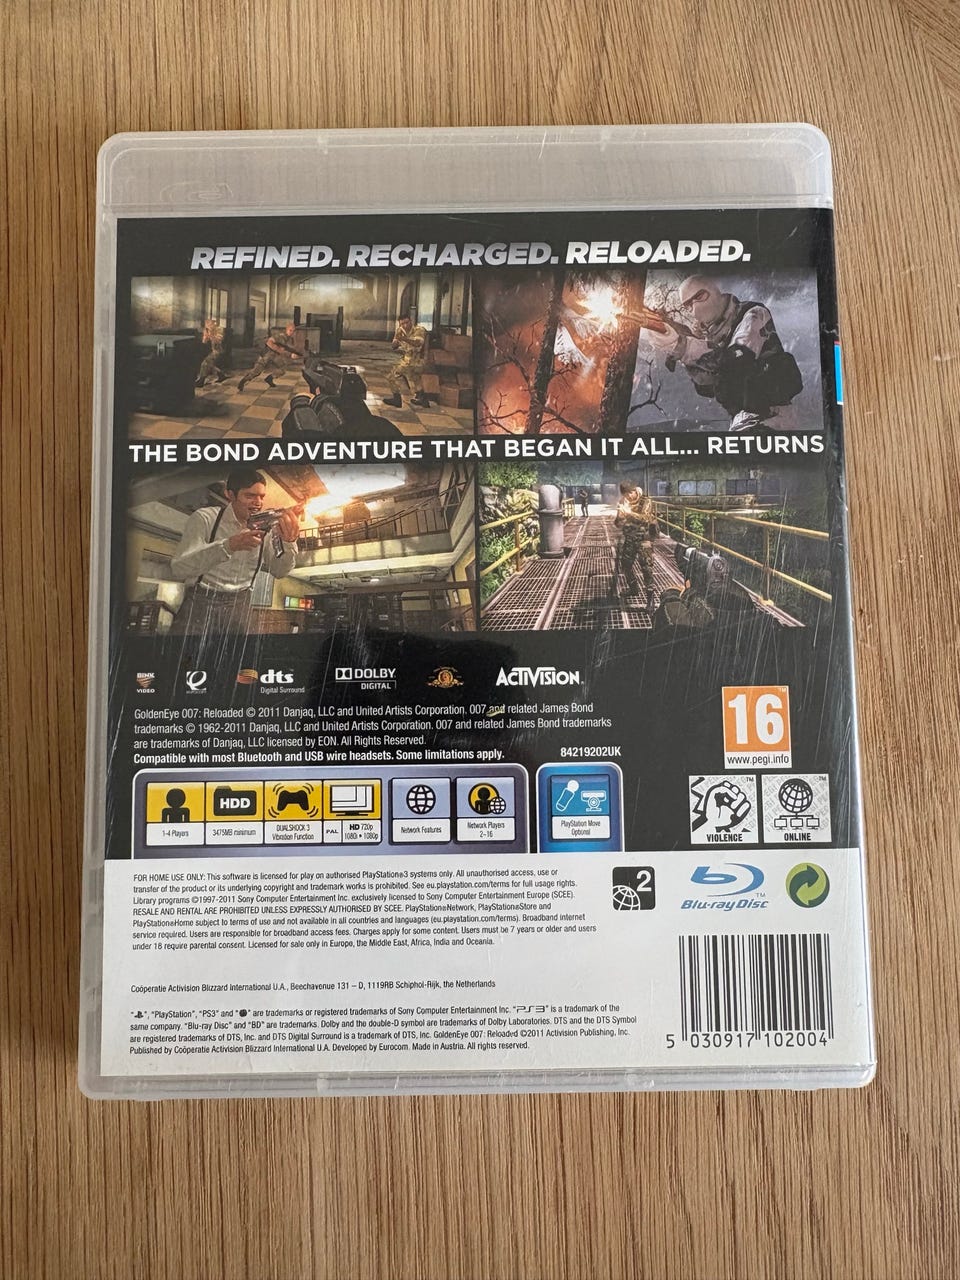 REFINED. RECHARGED. RELOADED.
THE BOND ADVENTURE THAT BEGAN IT ALL... RETURNS
BINK
VIDEO
dts
Digital Surround
DOLBY
DIGITAL
ACTIVISION
GoldenEye 007: Reloaded © 2011 Danjaq, LLC and United Artists Corporation. 007 and related James Bond
trademarks © 1962-2011 Danjaq, LLC and United Artists Corporation. 007 and related James Bond trademarks
are trademarks of Danjaq, LLC licensed by EON. All Rights Reserved.
Compatible with most Bluetooth and USB wire headsets. Some limitations apply.
84219202UK
16
www.pegi.info
1-4 Players
HDD
3475MB minimum
DUALSHOCK 3
Vibration Function
PAL
HD 720p
1080i • 1080p
Network Features
Network Players
2-16
PlayStation Move
Optional
VIOLENCE
ONLINE
FOR HOME USE ONLY: This software is licensed for play on authorised PlayStation®3 systems only. All unauthorised access, use or
transfer of the product or its underlying copyright and trademark works is prohibited. See eu.playstation.com/terms for full usage rights.
Library programs ©1997-2011 Sony Computer Entertainment Inc. exclusively licensed to Sony Computer Entertainment Europe (SCEE).
RESALE AND RENTAL ARE PROHIBITED UNLESS EXPRESSLY AUTHORISED BY SCEE. PlayStation®Network, PlayStation®Store and
PlayStation®Home subject to terms of use and not available in all countries and languages (eu.playstation.com/terms). Broadband internet
service required. Users are responsible for broadband access fees. Charges apply for some content. Users must be 7 years or older and users
under 18 require parental consent. Licensed for sale only in Europe, the Middle East, Africa, India and Oceania.
2
Blu-ray Disc™
Coöperatie Activision Blizzard International U.A., Beechavenue 131 – D, 1119RB Schiphol-Rijk, the Netherlands
"", "PlayStation", "PS3" and "" are trademarks or registered trademarks of Sony Computer Entertainment Inc. "PS3" is a trademark of the
same company. "Blu-ray Disc" and "BD" are trademarks. Dolby and the double-D symbol are trademarks of Dolby Laboratories. DTS and the DTS Symbol
are registered trademarks of DTS, Inc. and DTS Digital Surround is a trademark of DTS, Inc. GoldenEye 007: Reloaded ©2011 Activision Publishing, Inc.
Published by Coöperatie Activision Blizzard International U.A. Developed by Eurocom. Made in Austria. All rights reserved.
5 030917 102004